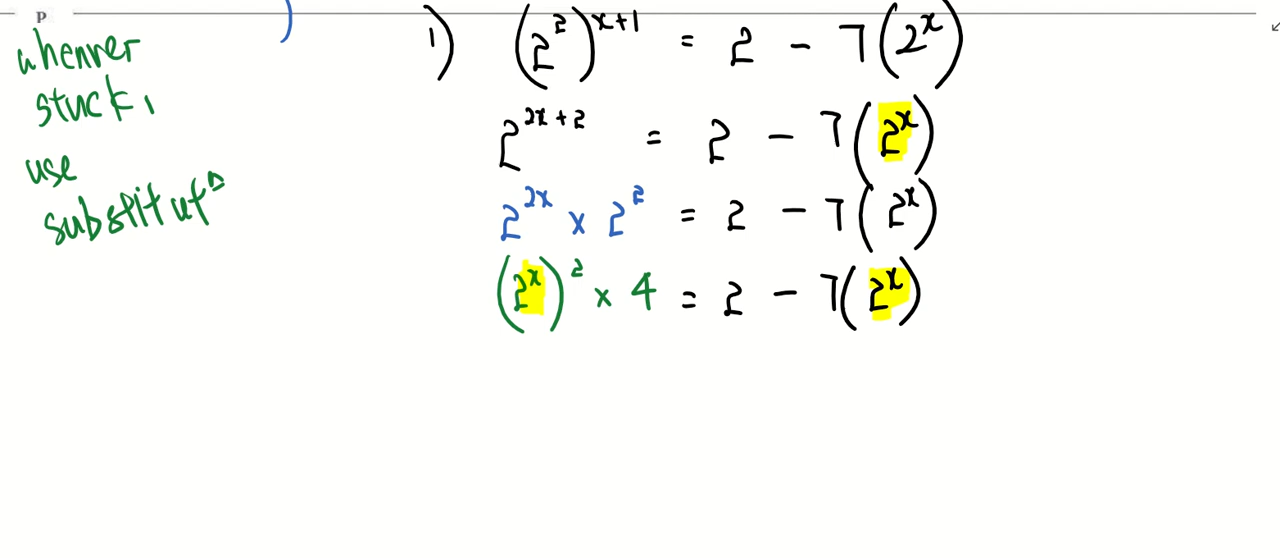 P
whenver
stuck,
use
substitut^n
)
1) (2^2)^{x+1} = 2 - 7(2^x)
2^{2x+2} = 2 - 7(2^x)
2^{2x} × 2^2 = 2 - 7(2^x)
(2^x)^2 × 4 = 2 - 7(2^x)